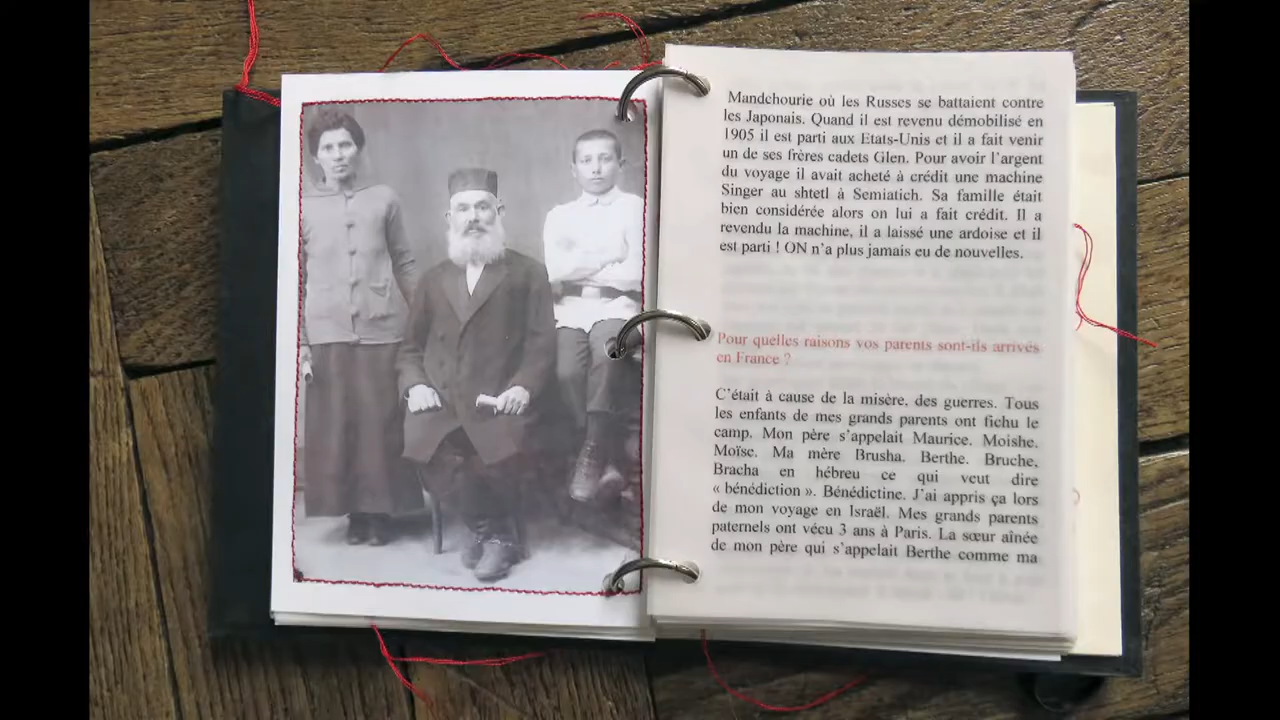 Mandchourie où les Russes se battaient contre
les Japonais. Quand il est revenu démobilisé en
1905 il est parti aux Etats-Unis et il a fait venir
un de ses frères cadets Glen. Pour avoir l'argent
du voyage il avait acheté à crédit une machine
Singer au shtetl à Semiatich. Sa famille était
bien considérée alors on lui a fait crédit. Il a
revendu la machine, il a laissé une ardoise et il
est parti ! ON n'a plus jamais eu de nouvelles.
Pour quelles raisons vos parents sont-ils arrivés
en France ?
C'était à cause de la misère, des guerres. Tous
les enfants de mes grands parents ont fichu le
camp. Mon père s'appelait Maurice. Moishe.
Moïse. Ma mère Brusha. Berthe. Bruche,
Bracha en hébreu ce qui veut dire
« bénédiction ». Bénédictine. J'ai appris ça lors
de mon voyage en Israël. Mes grands parents
paternels ont vécu 3 ans à Paris. La sœur aînée
de mon père qui s'appelait Berthe comme ma